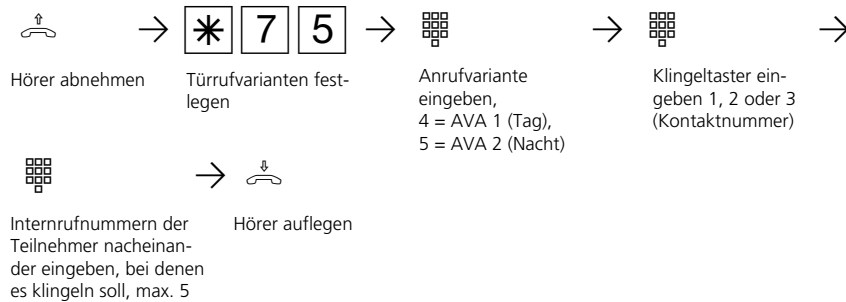 * 7 5
Hörer abnehmen
Türrufvarianten fest-
legen
Anrufvariante
eingeben,
4 = AVA 1 (Tag),
5 = AVA 2 (Nacht)
Klingeltaster ein-
geben 1, 2 oder 3
(Kontaktnummer)
Internrufnummern der
Teilnehmer nacheinan-
der eingeben, bei denen
es klingeln soll, max. 5
Hörer auflegen